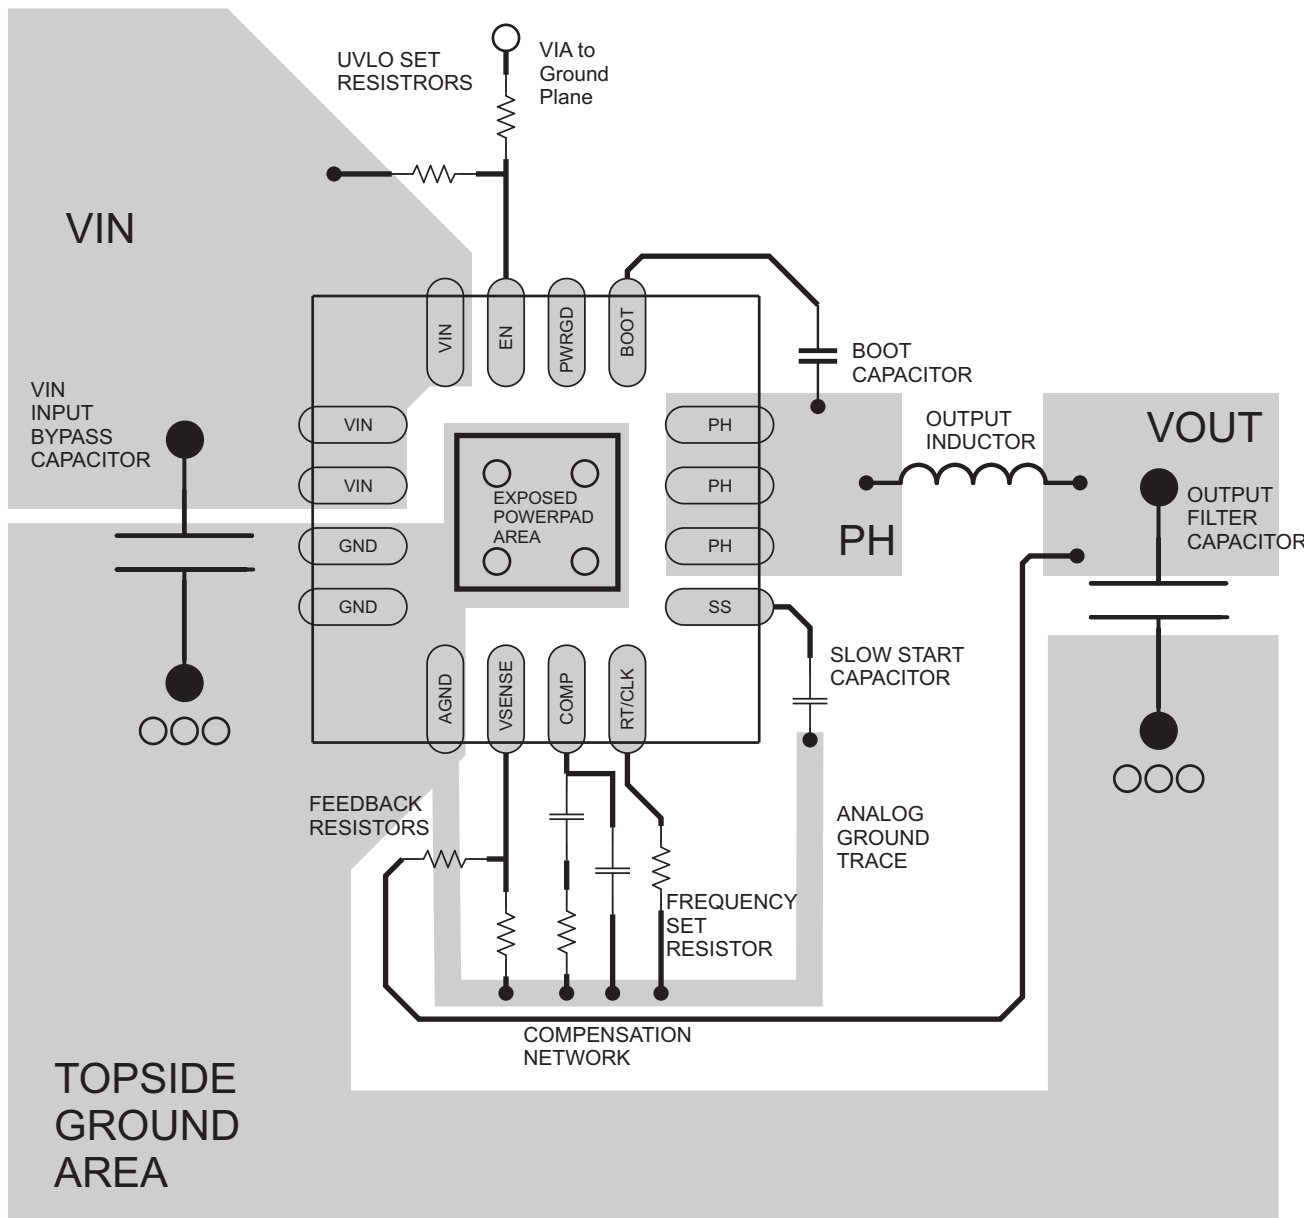 UVLO SET
RESISTRORS
VIA to
Ground
Plane
VIN
VIN
EN
PWRGD
BOOT
BOOT
CAPACITOR
VIN
INPUT
BYPASS
CAPACITOR
VIN
VIN
GND
GND
EXPOSED
POWERPAD
AREA
PH
PH
PH
SS
PH
OUTPUT
INDUCTOR
VOUT
OUTPUT
FILTER
CAPACITOR
SLOW START
CAPACITOR
AGND
VSENSE
COMP
RT/CLK
FEEDBACK
RESISTORS
ANALOG
GROUND
TRACE
FREQUENCY
SET
RESISTOR
COMPENSATION
NETWORK
TOPSIDE
GROUND
AREA